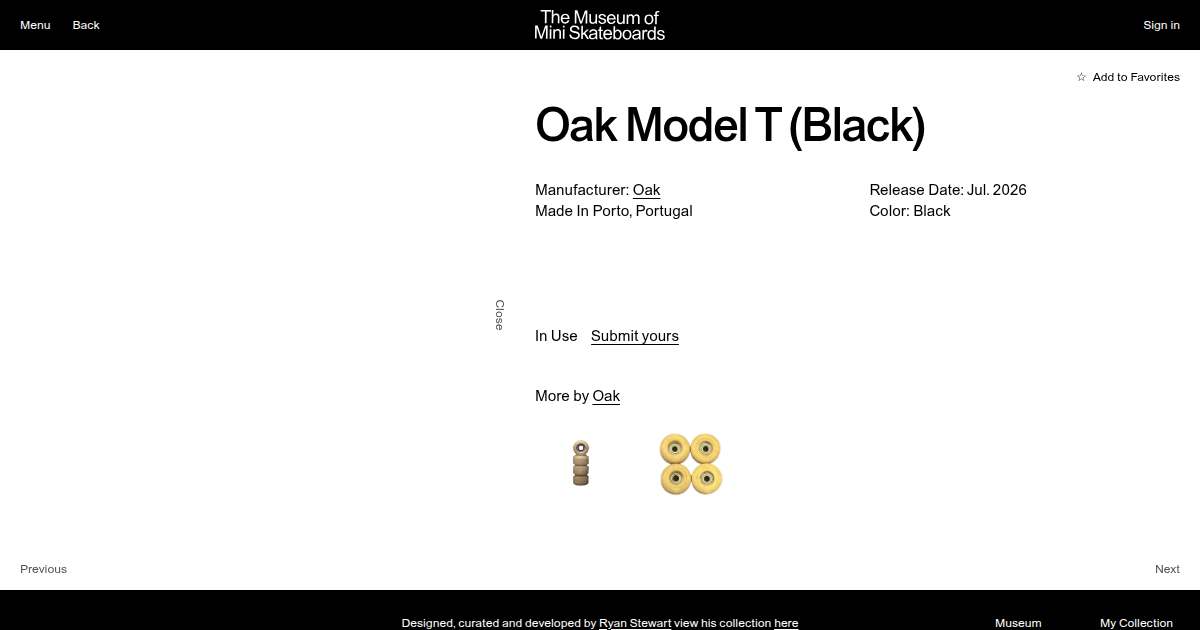 Menu
Back
The Museum of
Mini Skateboards
Sign in
☆ Add to Favorites
Oak Model T (Black)
Manufacturer: Oak
Made In Porto, Portugal
Release Date: Jul. 2026
Color: Black
Close
In Use Submit yours
More by Oak
Previous
Next
Designed, curated and developed by Ryan Stewart view his collection here
Museum
My Collection